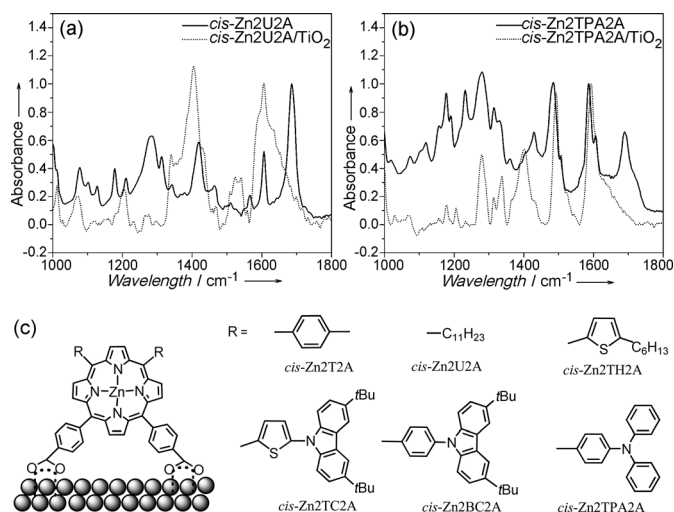 (a)
cis-Zn2U2A
cis-Zn2U2A/TiO2
Absorbance
1.4
1.2
1.0
0.8
0.6
0.4
0.2
0.0
-0.2
1000 1200 1400 1600 1800
Wavelength / cm-1
(b)
cis-Zn2TPA2A
cis-Zn2TPA2A/TiO2
Absorbance
1.4
1.2
1.0
0.8
0.6
0.4
0.2
0.0
-0.2
1000 1200 1400 1600 1800
Wavelength / cm-1
(c)
R R
N
N Zn N
N
O O O O
R =
cis-Zn2T2A
C11H23
cis-Zn2U2A
S C6H13
cis-Zn2TH2A
tBu
S N
tBu
cis-Zn2TC2A
tBu
N
tBu
cis-Zn2BC2A
N
cis-Zn2TPA2A